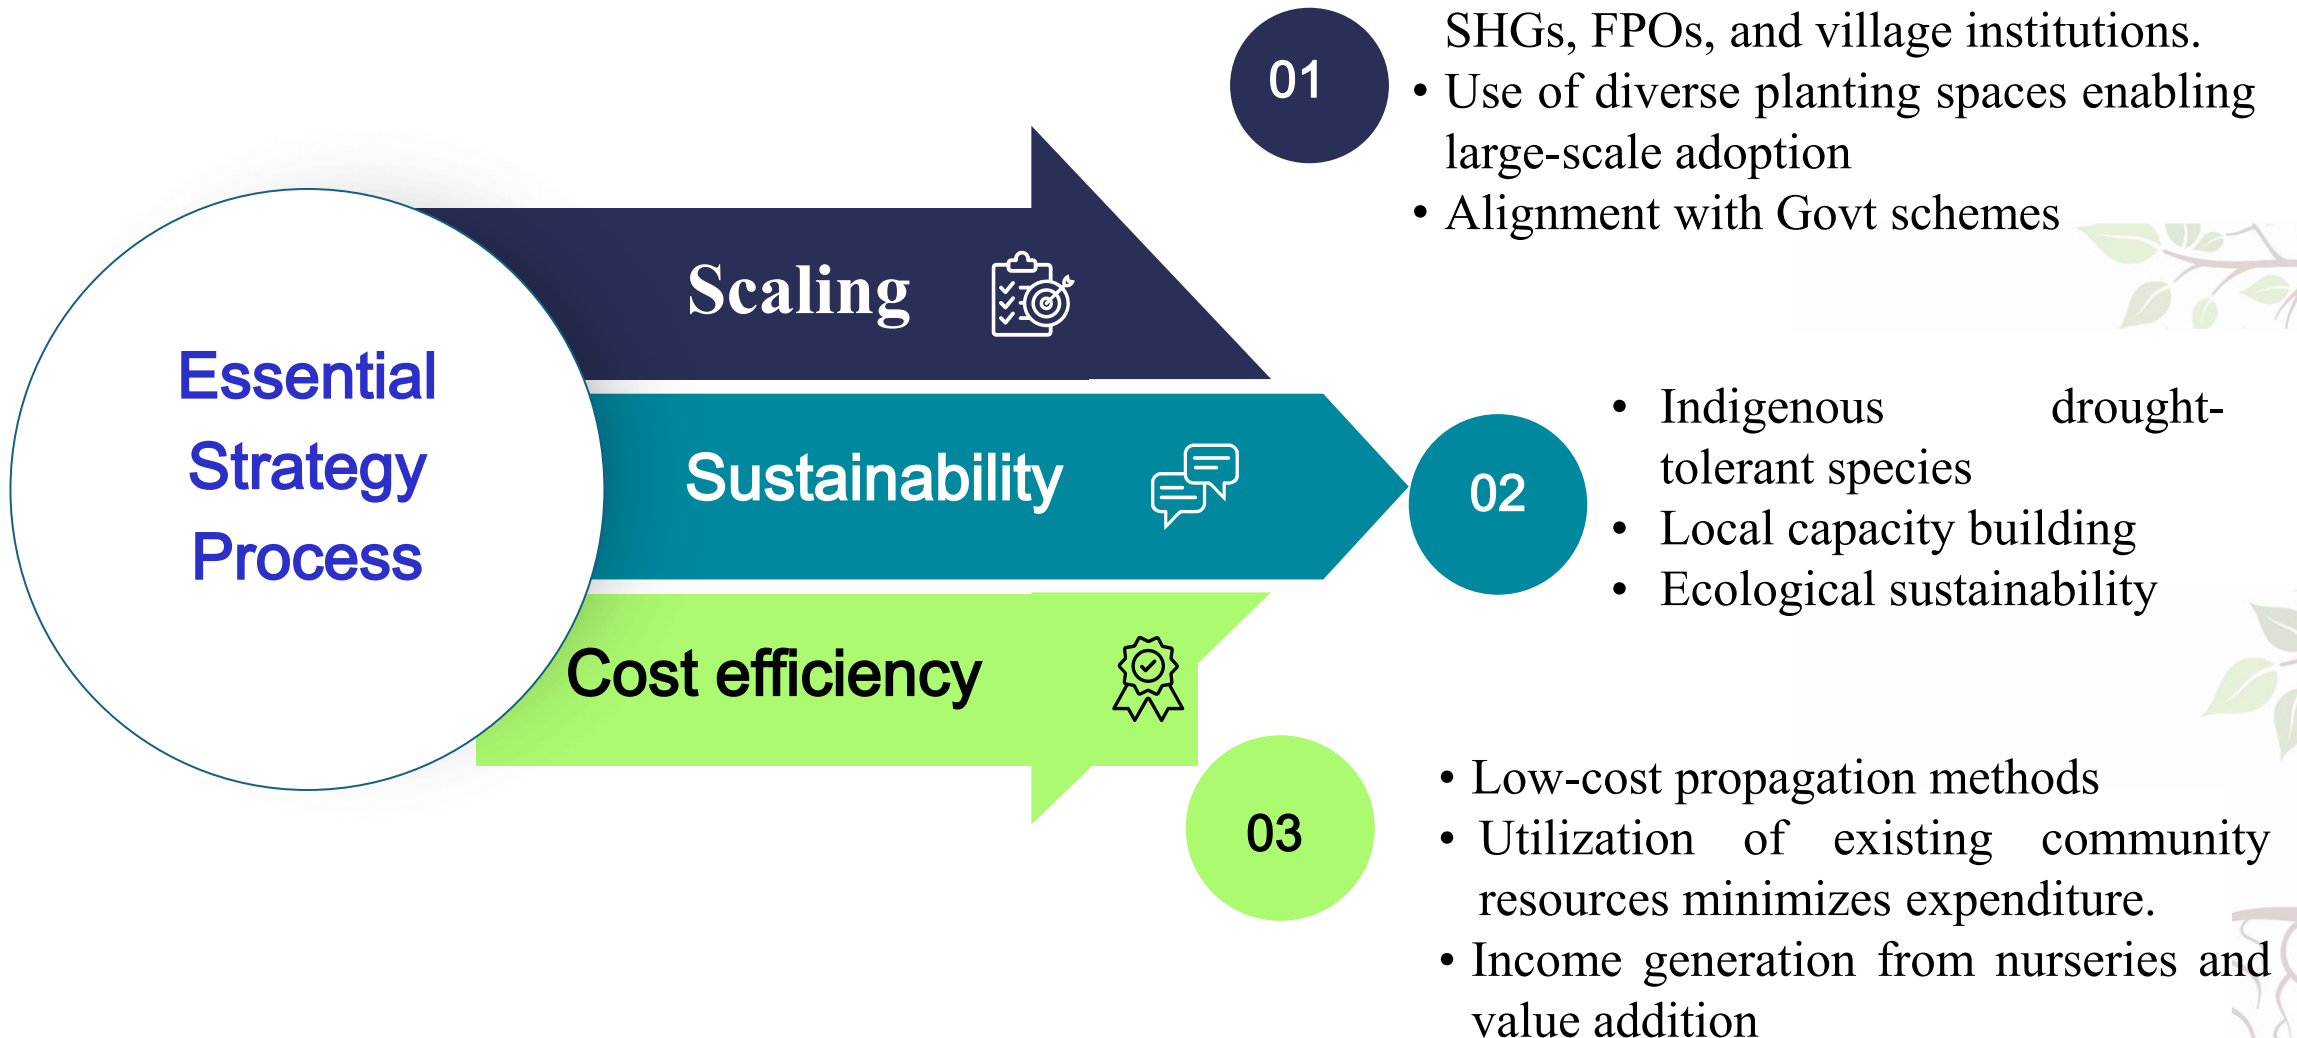 Essential
Strategy
Process
Scaling
Sustainability
Cost efficiency
01
SHGs, FPOs, and village institutions.
• Use of diverse planting spaces enabling
large-scale adoption
• Alignment with Govt schemes
02
• Indigenous drought-
tolerant species
• Local capacity building
• Ecological sustainability
03
• Low-cost propagation methods
• Utilization of existing community
resources minimizes expenditure.
• Income generation from nurseries and
value addition